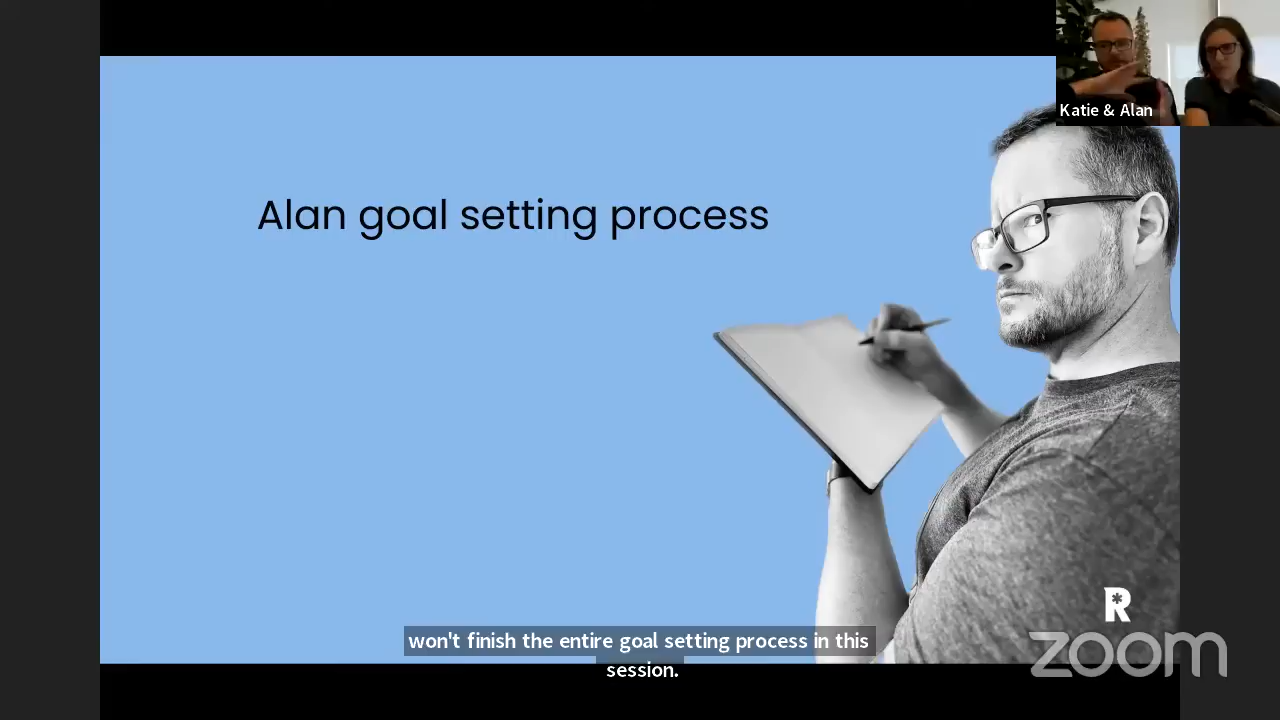 Katie & Alan
Alan goal setting process
R
zoom
won't finish the entire goal setting process in this
session.